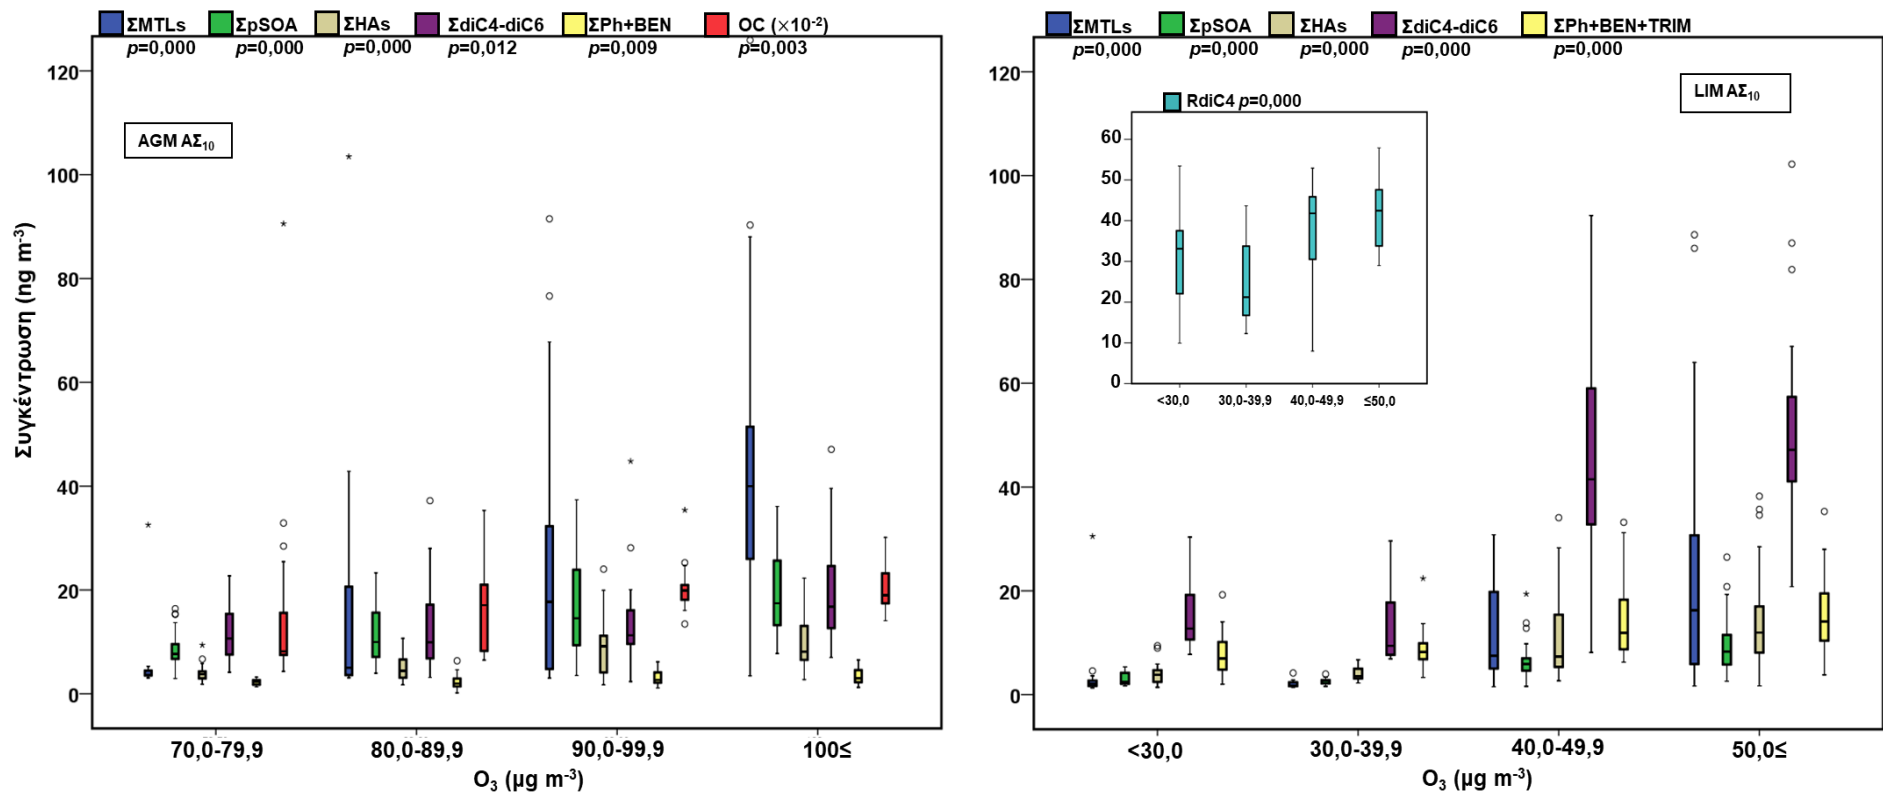 ΣMTLs ΣpSOA ΣHAs ΣdiC4-diC6 ΣPh+BEN OC (×10-2)
p=0,000 p=0,000 p=0,000 p=0,012 p=0,009 p=0,003
AGM ΑΣ10
Συγκέντρωση (ng m-3)
120
100
80
60
40
20
0
70,0-79,9 80,0-89,9 90,0-99,9 100≤
O3 (µg m-3)
ΣMTLs ΣpSOA ΣHAs ΣdiC4-diC6 ΣPh+BEN+TRIM
p=0,000 p=0,000 p=0,000 p=0,000 p=0,000
LIM ΑΣ10
120
100
80
60
40
20
0
RdiC4 p=0,000
60
50
40
30
20
10
0
<30,0 30,0-39,9 40,0-49,9 ≤50,0
<30,0 30,0-39,9 40,0-49,9 50,0≤
O3 (µg m-3)